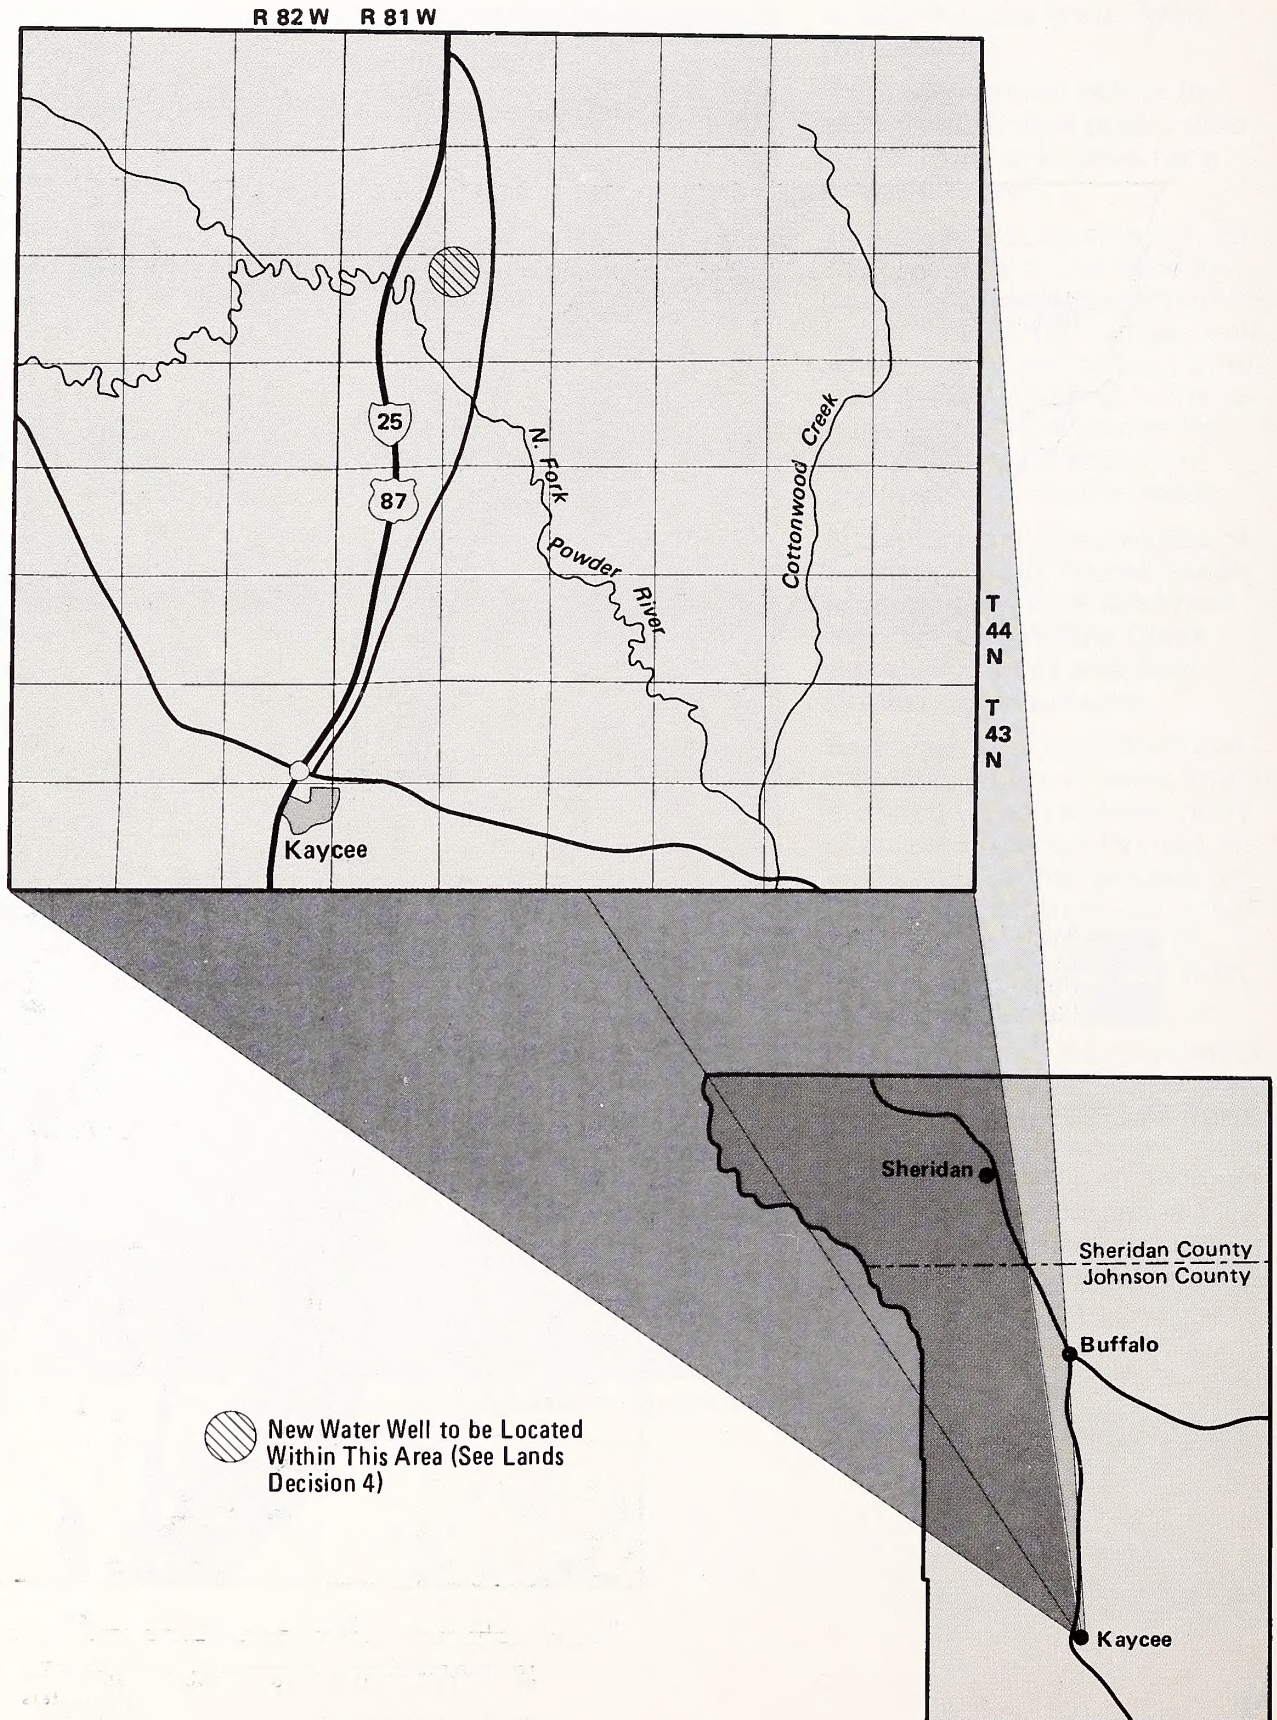 R 82 W R 81 W
25
87
N. Fork
Powder
River
Cottonwood Creek
T
44
N
T
43
N
Kaycee
Sheridan
Sheridan County
Johnson County
Buffalo
New Water Well to be Located
Within This Area (See Lands
Decision 4)
Kaycee